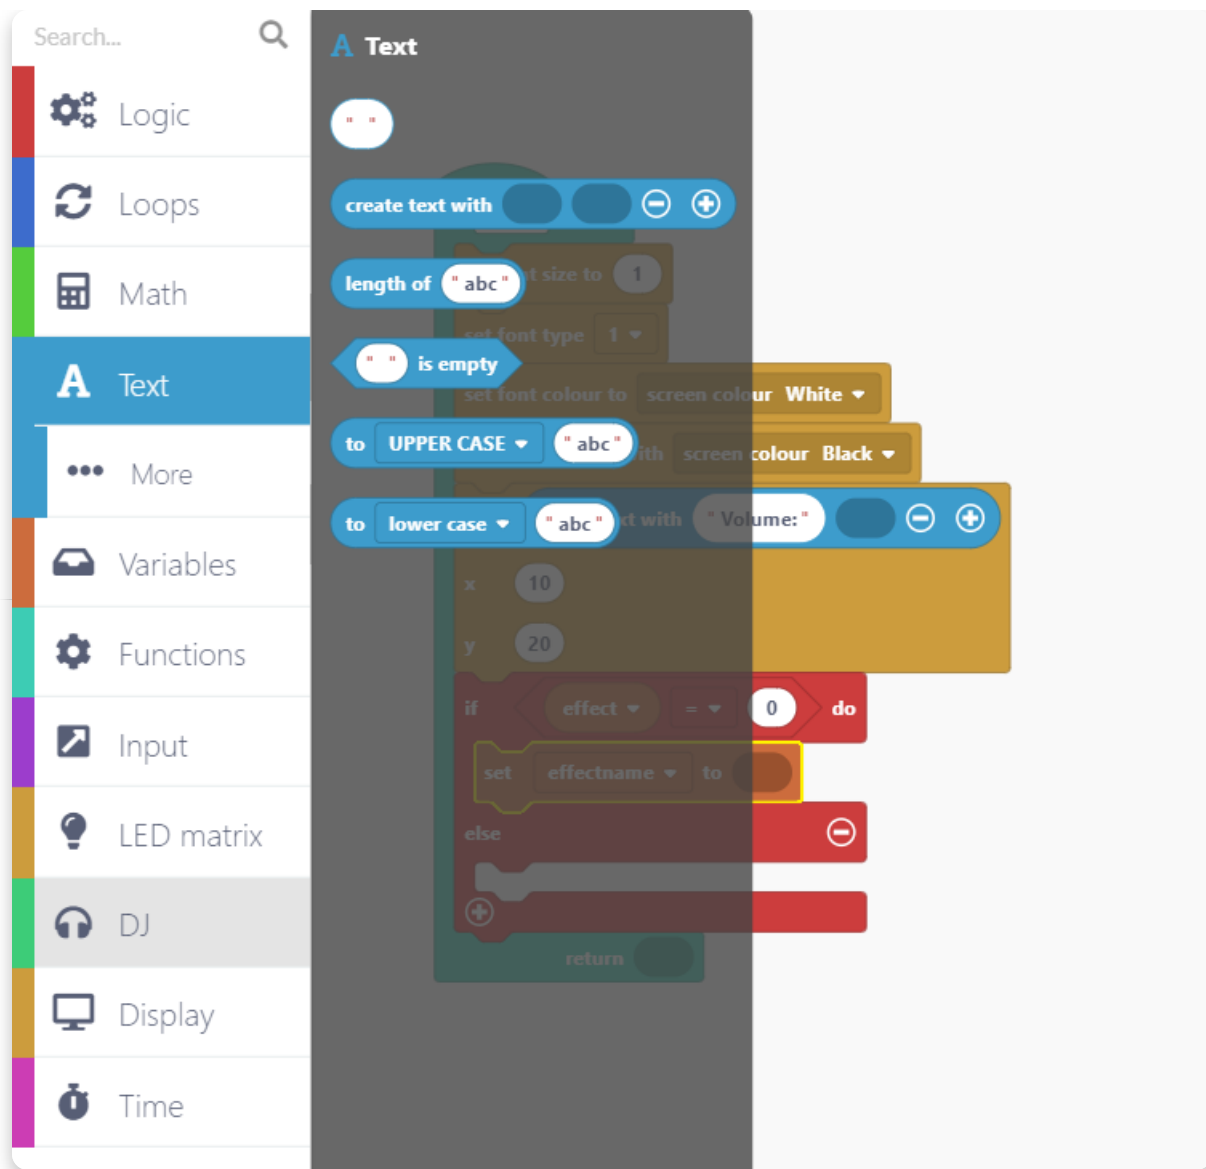 Search...
Logic
Loops
Math
Text
More
Variables
Functions
Input
LED matrix
DJ
Display
Time
A Text
" "
create text with
length of "abc"
" " is empty
to UPPER CASE "abc"
to lower case "abc"
size to 1
set font type 1
set font colour to screen colour White
screen colour Black
with "Volume:"
x 10
y 20
if effect = 0 do
set effectname to
else
return